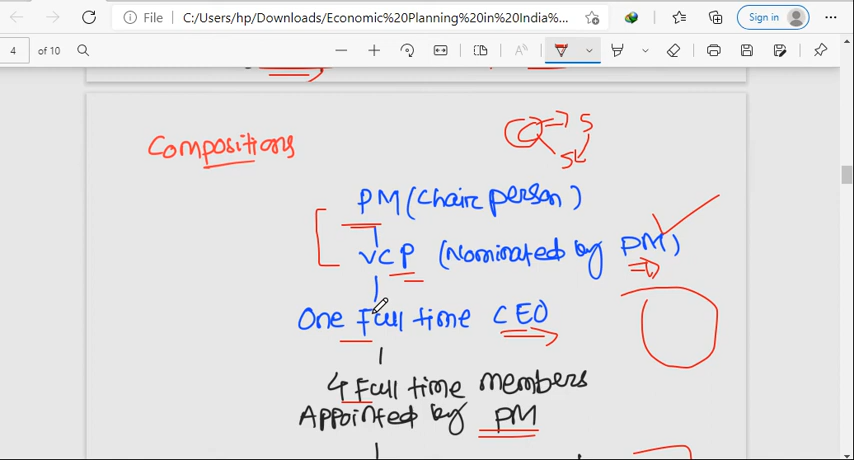 File
C:/Users/hp/Downloads/Economic%20Planning%20in%20India%...
Sign in
4 of 10
Compositions
S
S
PM (Chair person)
VCP (Nominated by PM)
One Full time CEO
4 Full time members
Appointed by PM